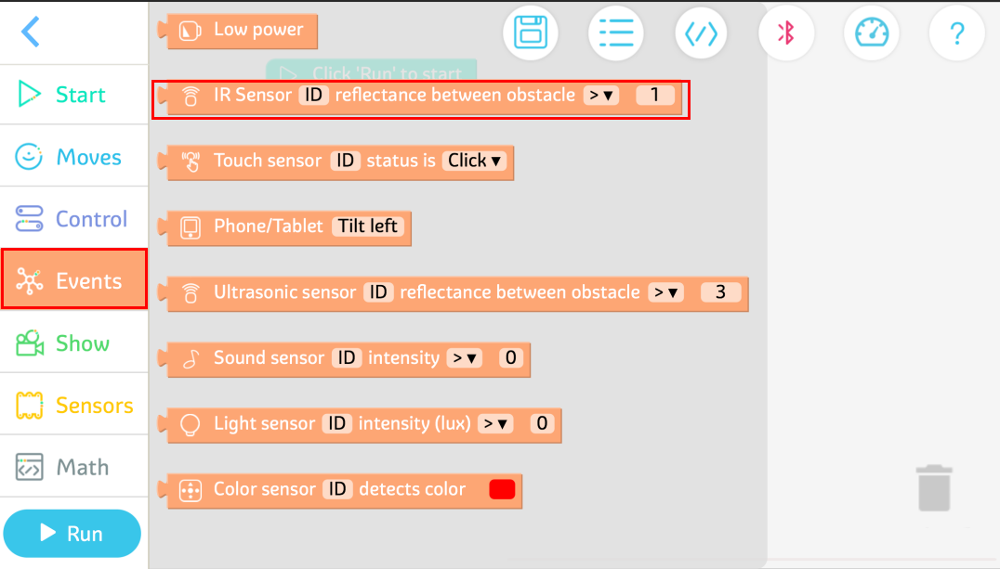 Low power
?
Click 'Run' to start
Start
IR Sensor ID reflectance between obstacle > ▾ 1
Moves
Touch sensor ID status is Click ▾
Control
Phone/Tablet Tilt left
Events
Ultrasonic sensor ID reflectance between obstacle > ▾ 3
Show
Sound sensor ID intensity > ▾ 0
Sensors
Light sensor ID intensity (lux) > ▾ 0
Math
Color sensor ID detects color
Run